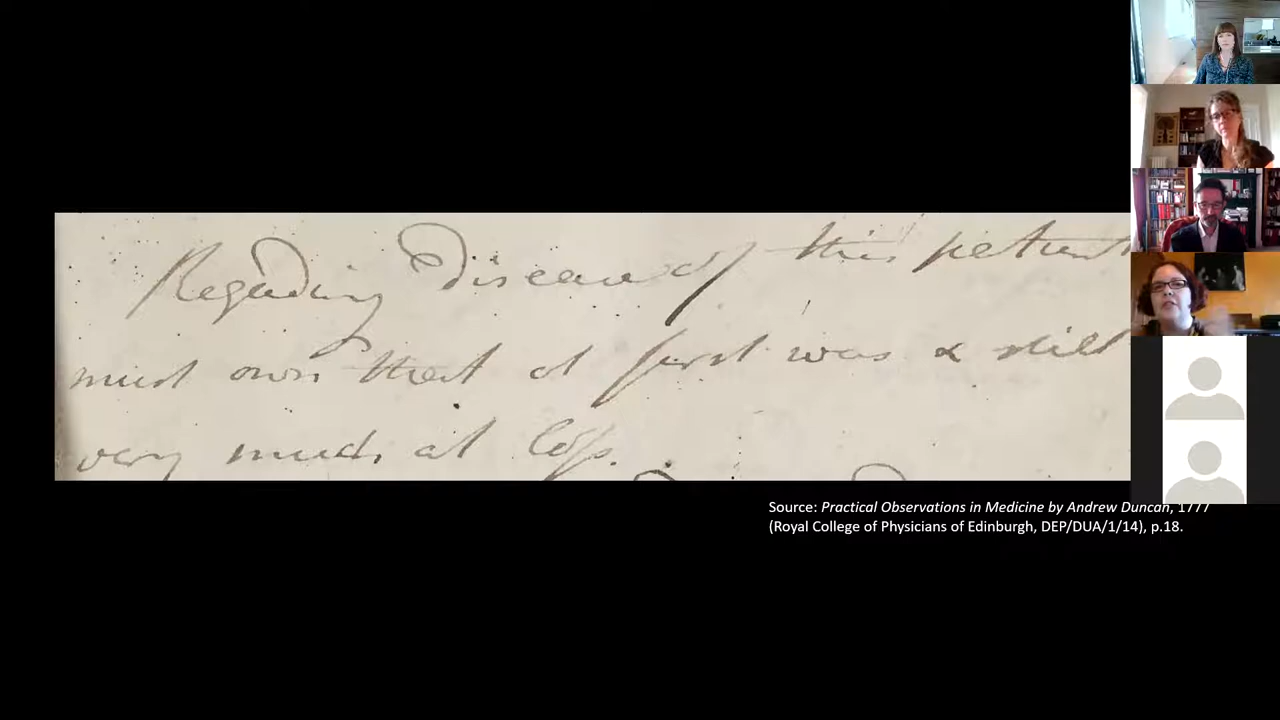 Regarding Disease of this patient
must own that at first was & still
very much at loss.
Source: Practical Observations in Medicine by Andrew Duncan, 1777
(Royal College of Physicians of Edinburgh, DEP/DUA/1/14), p.18.